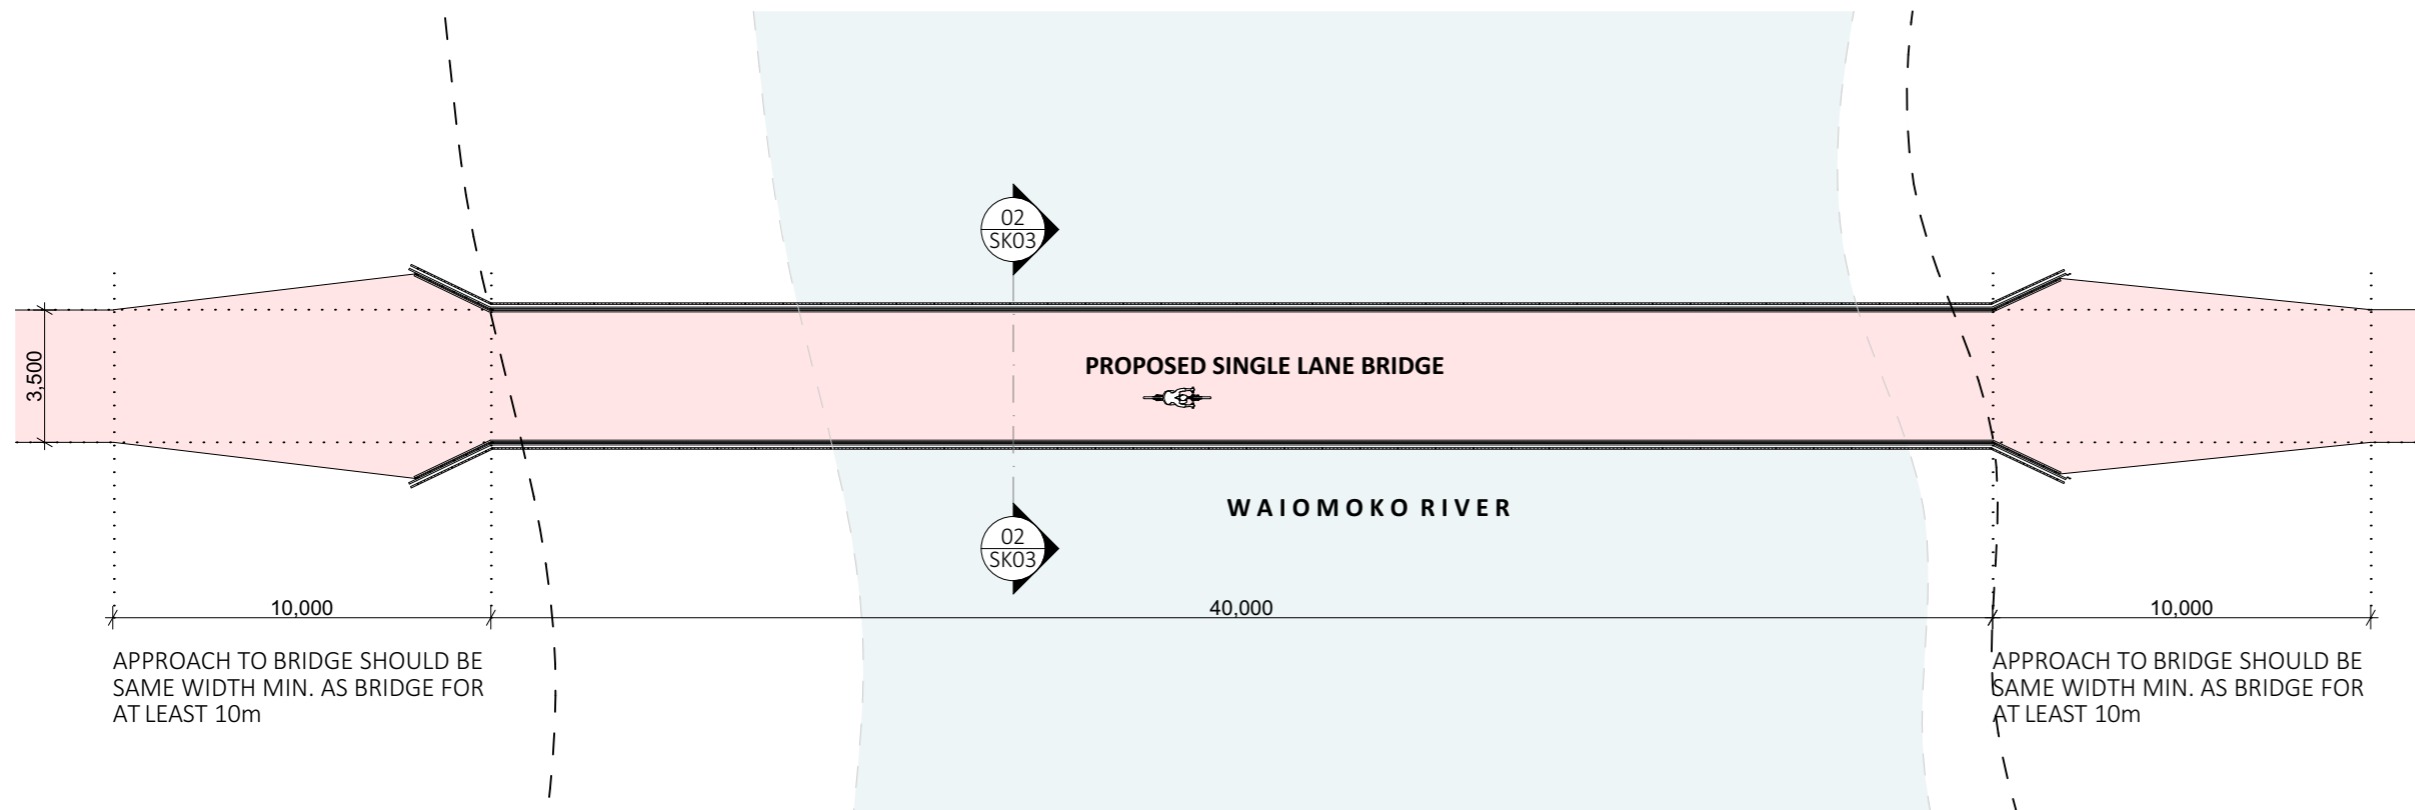 02
SK03
3,500
PROPOSED SINGLE LANE BRIDGE
WAIOMOKO RIVER
02
SK03
10,000
40,000
10,000
APPROACH TO BRIDGE SHOULD BE
SAME WIDTH MIN. AS BRIDGE FOR
AT LEAST 10m
APPROACH TO BRIDGE SHOULD BE
SAME WIDTH MIN. AS BRIDGE FOR
AT LEAST 10m